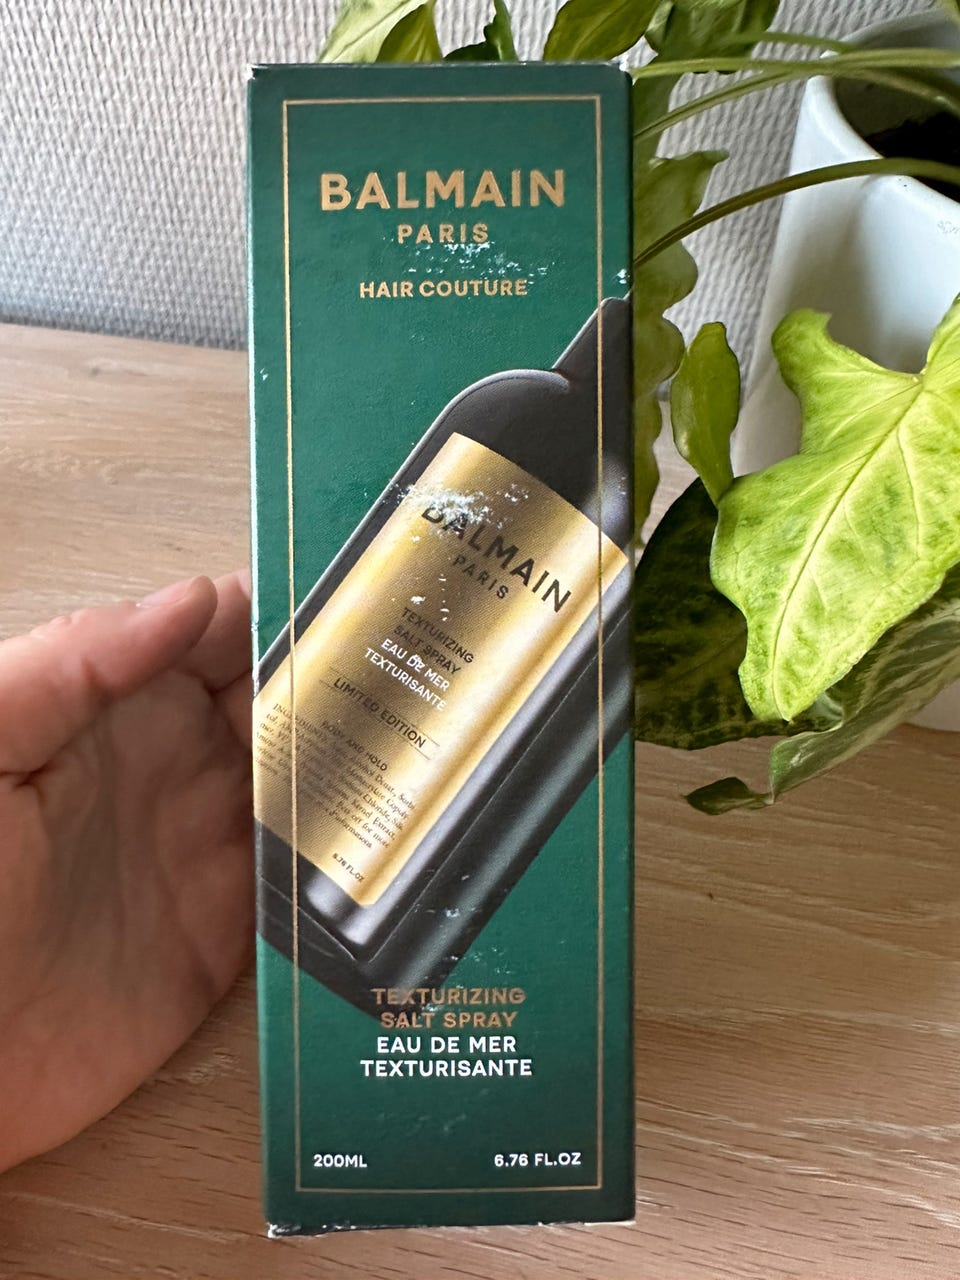 BALMAIN
PARIS
HAIR COUTURE
BALMAIN
PARIS
TEXTURIZING
SALT SPRAY
EAU DE MER
TEXTURISANTE
LIMITED EDITION
BODY AND HOLD
6.76 FL.OZ
TEXTURIZING
SALT SPRAY
EAU DE MER
TEXTURISANTE
200ML
6.76 FL.OZ